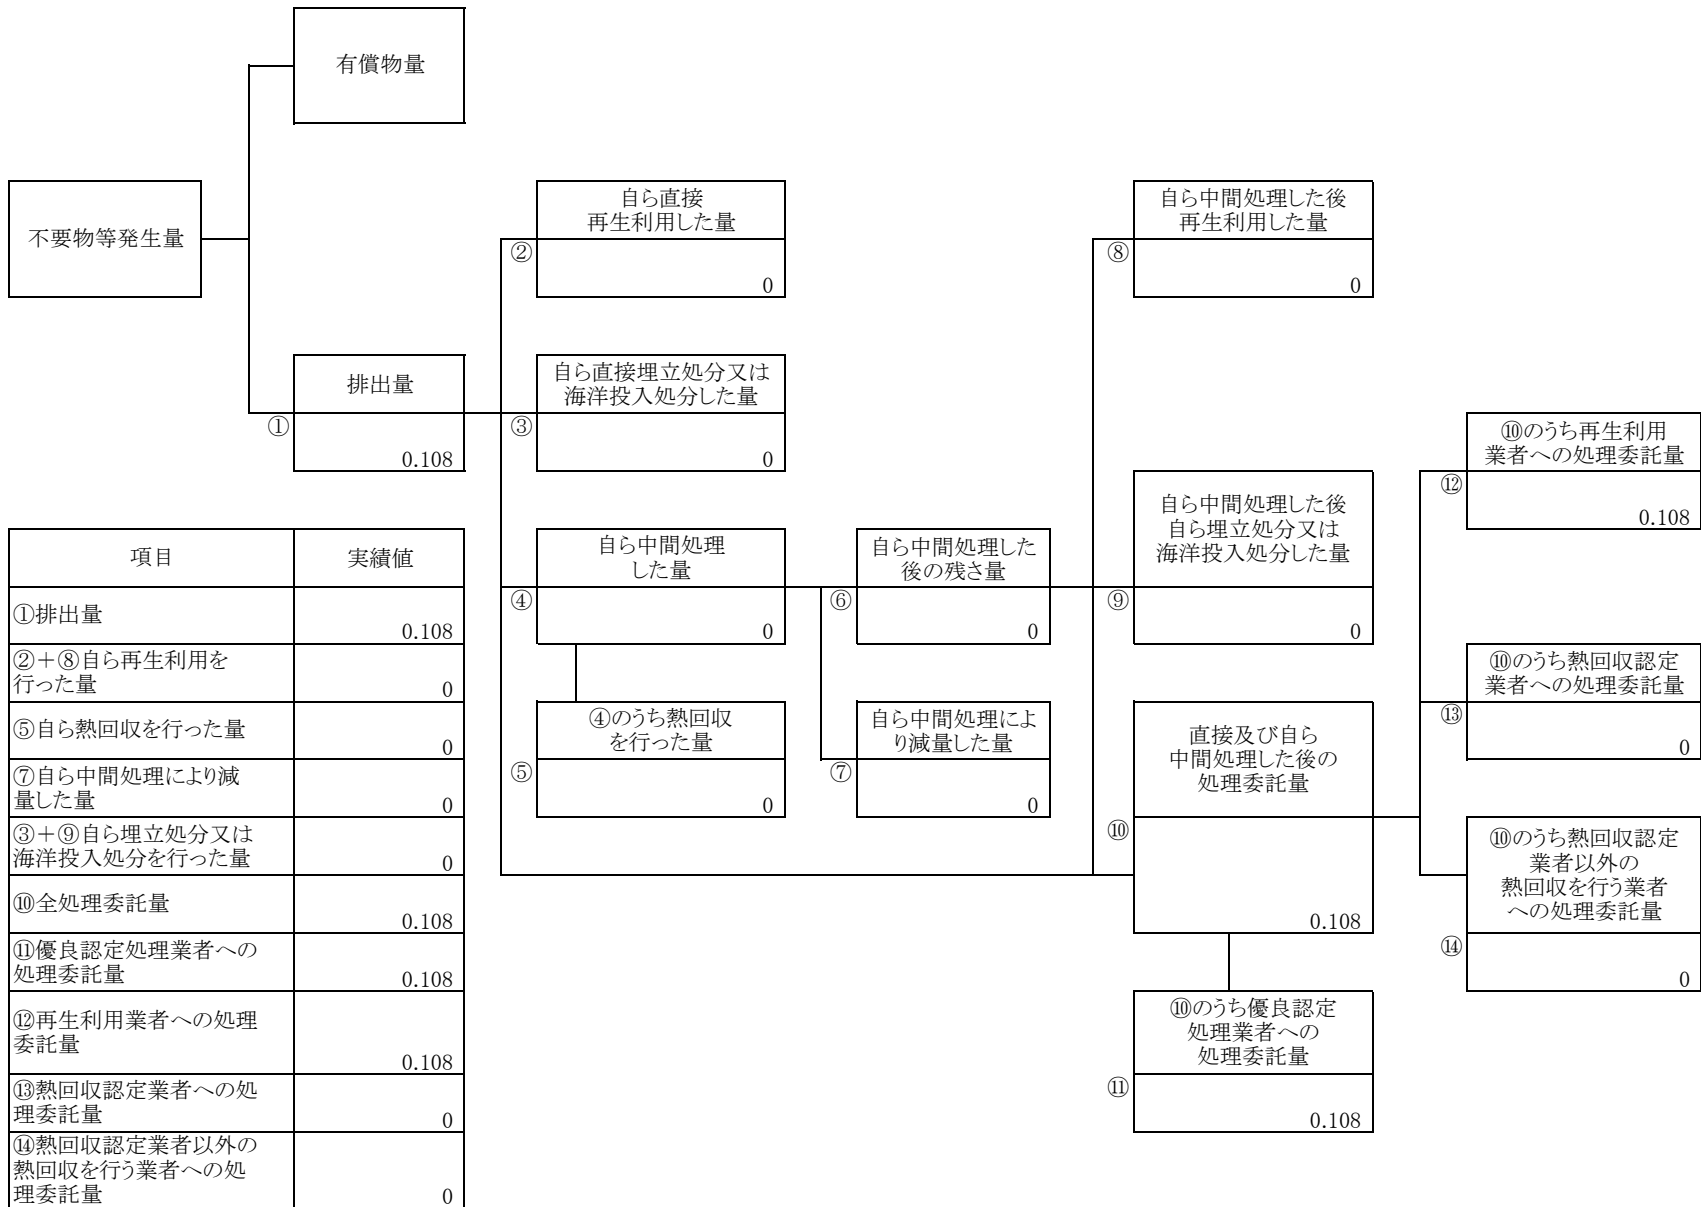 有償物量
不要物等発生量
自ら直接
再生利用した量
②
0
自ら中間処理した後
再生利用した量
⑧
0
排出量
①
0.108
自ら直接埋立処分又は
海洋投入処分した量
③
0
⑩のうち再生利用
業者への処理委託量
⑫
0.108
自ら中間処理
した量
④
0
自ら中間処理した
後の残さ量
⑥
0
自ら中間処理した後
自ら埋立処分又は
海洋投入処分した量
⑨
0
⑩のうち熱回収認定
業者への処理委託量
⑬
0
④のうち熱回収
を行った量
⑤
0
自ら中間処理によ
り減量した量
⑦
0
直接及び自ら
中間処理した後の
処理委託量
⑩
0.108
⑩のうち熱回収認定
業者以外の
熱回収を行う業者
への処理委託量
⑭
0
⑩のうち優良認定
処理業者への
処理委託量
⑪
0.108
項目 実績値
①排出量
0.108
②+⑧自ら再生利用を
行った量 0
⑤自ら熱回収を行った量
0
⑦自ら中間処理により減
量した量 0
③+⑨自ら埋立処分又は
海洋投入処分を行った量 0
⑩全処理委託量
0.108
⑪優良認定処理業者への
処理委託量 0.108
⑫再生利用業者への処理
委託量
0.108
⑬熱回収認定業者への処
理委託量 0
⑭熱回収認定業者以外の
熱回収を行う業者への処
理委託量 0